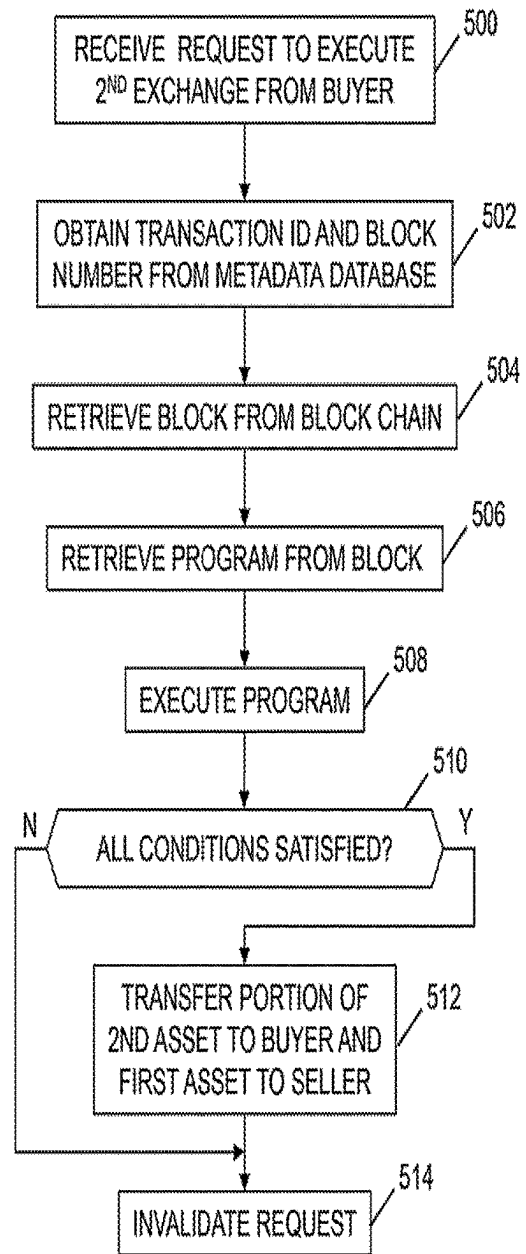 500
RECEIVE REQUEST TO EXECUTE
2ND EXCHANGE FROM BUYER
502
OBTAIN TRANSACTION ID AND BLOCK
NUMBER FROM METADATA DATABASE
504
RETRIEVE BLOCK FROM BLOCK CHAIN
506
RETRIEVE PROGRAM FROM BLOCK
508
EXECUTE PROGRAM
510
N
Y
ALL CONDITIONS SATISFIED?
512
TRANSFER PORTION OF
2ND ASSET TO BUYER AND
FIRST ASSET TO SELLER
514
INVALIDATE REQUEST